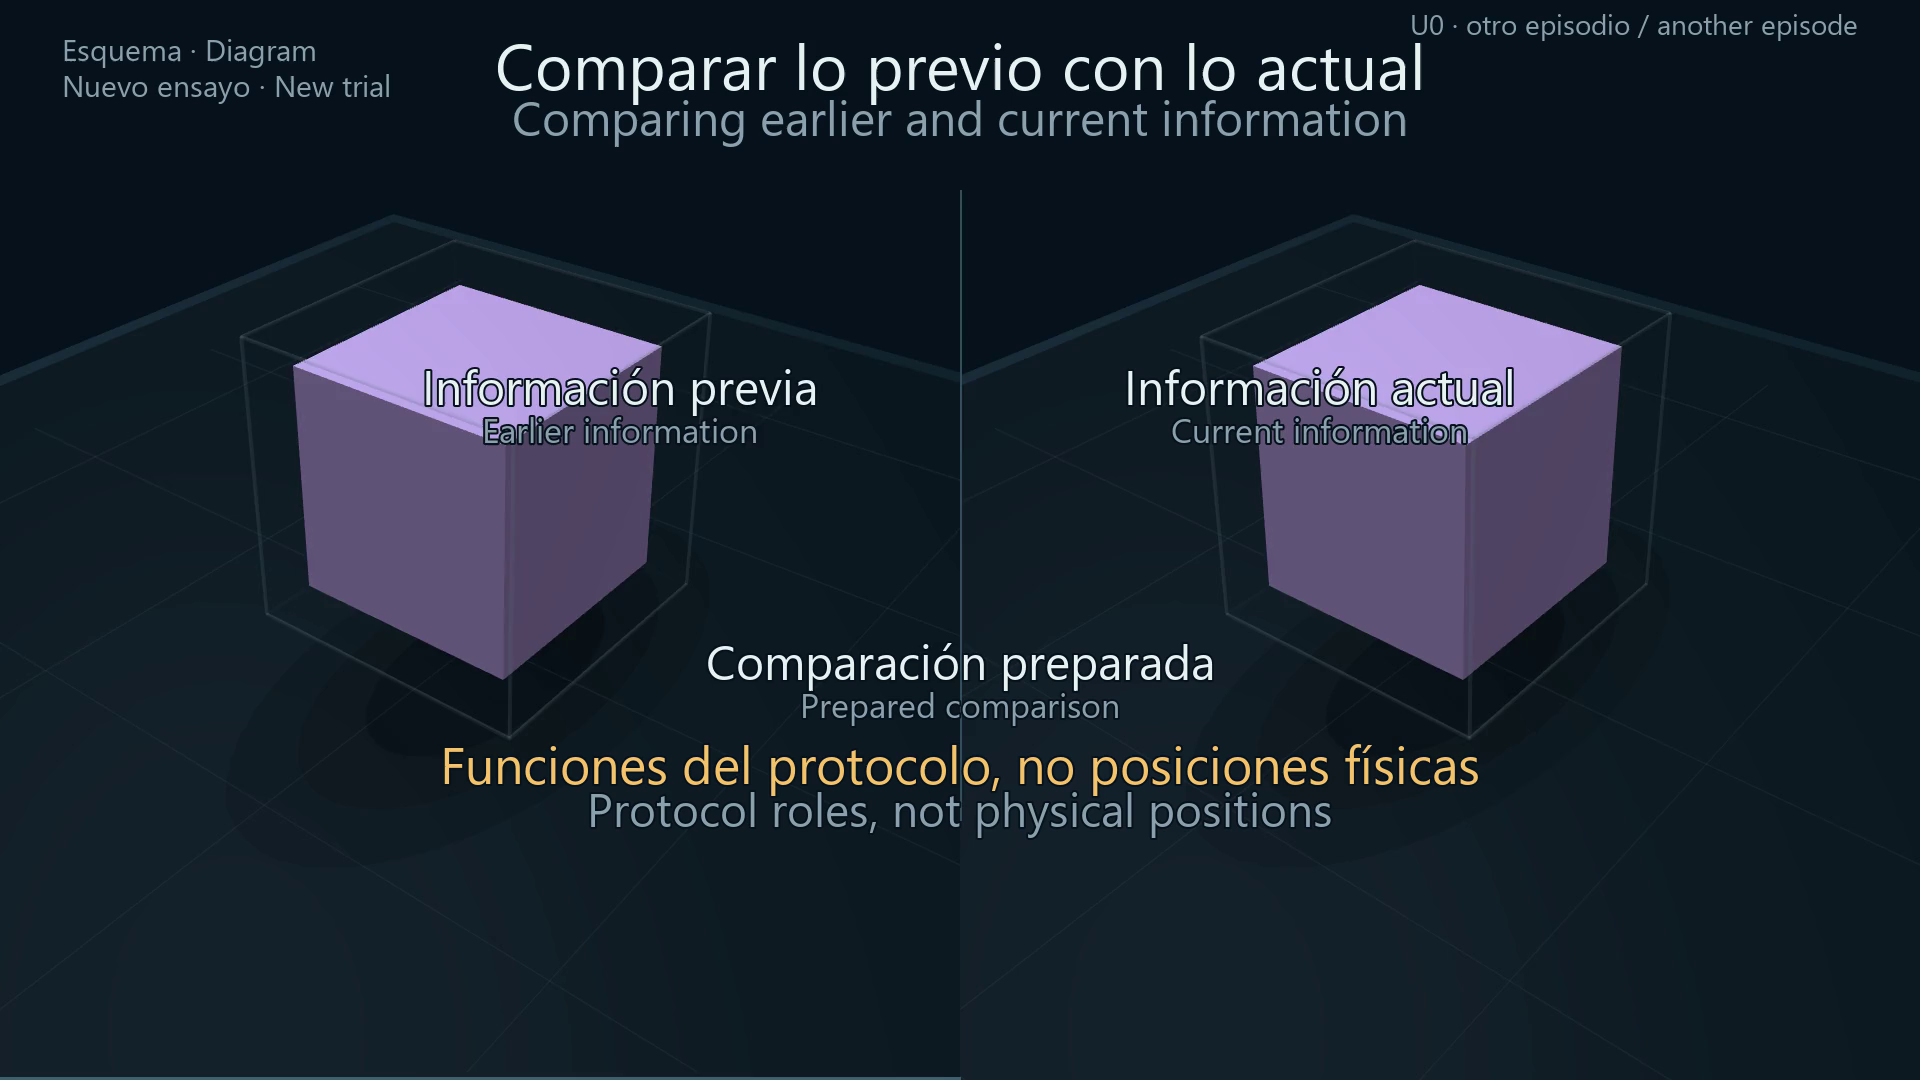 Esquema · Diagram
Nuevo ensayo · New trial
U0 · otro episodio / another episode
Comparar lo previo con lo actual
Comparing earlier and current information
Información previa
Earlier information
Información actual
Current information
Comparación preparada
Prepared comparison
Funciones del protocolo, no posiciones físicas
Protocol roles, not physical positions